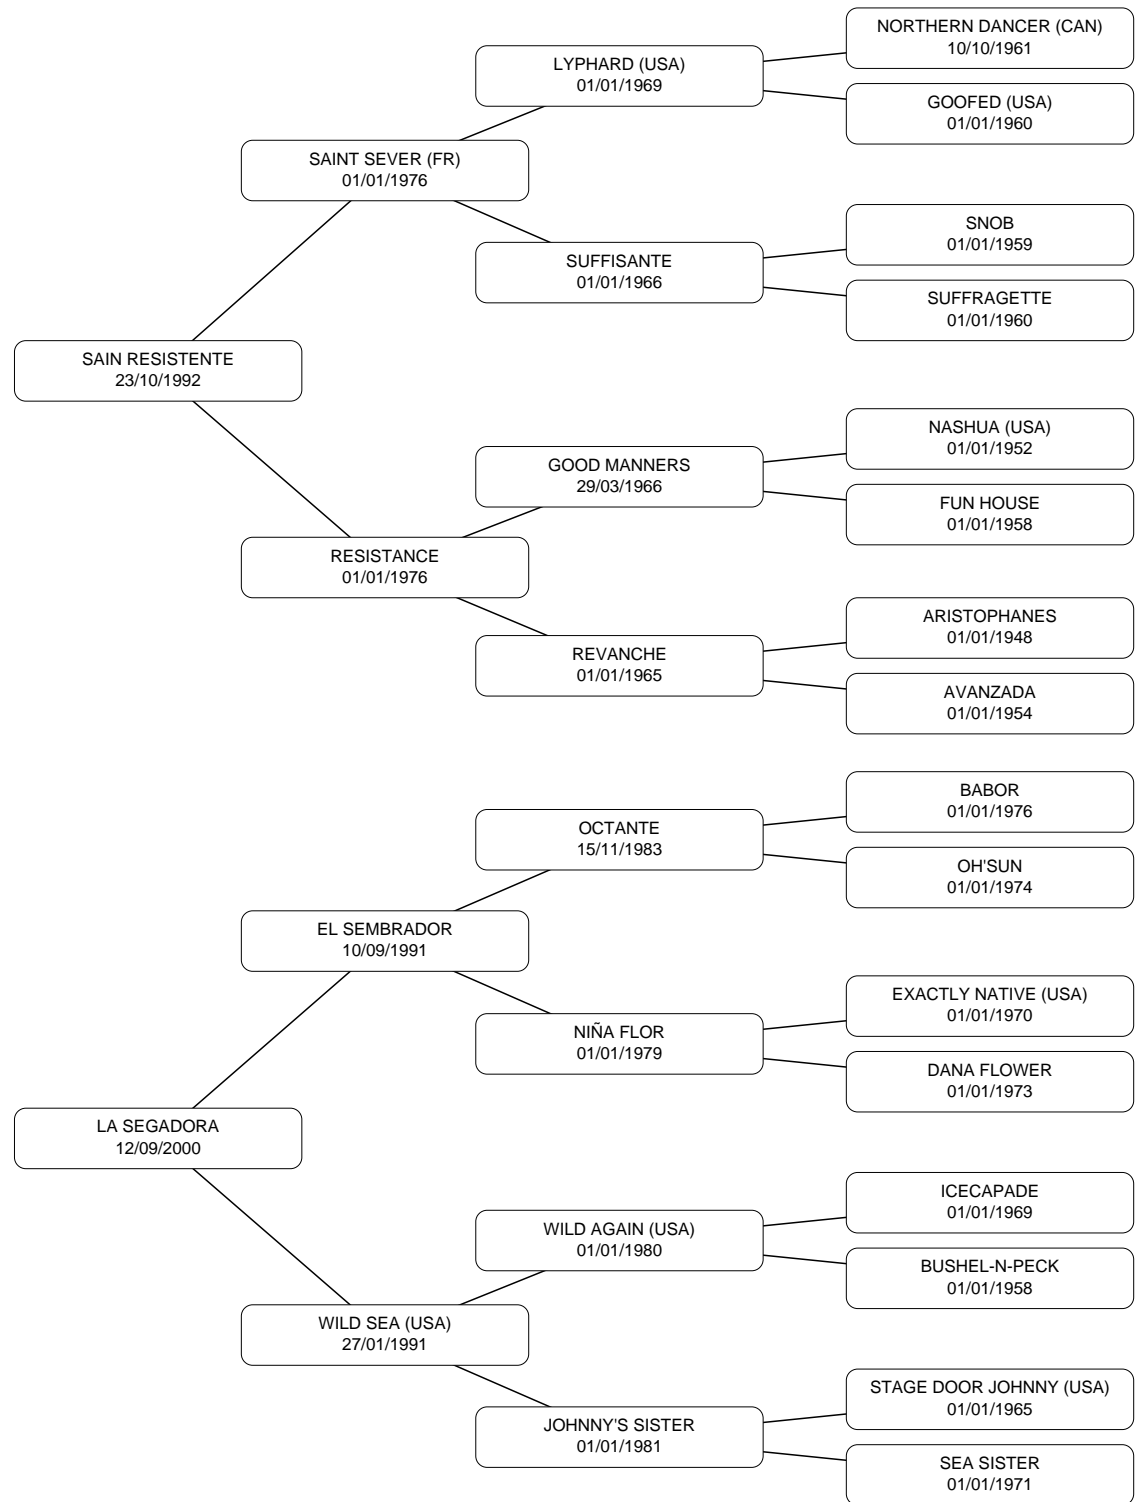 NORTHERN DANCER (CAN)
10/10/1961
LYPHARD (USA)
01/01/1969
GOOFED (USA)
01/01/1960
SAINT SEVER (FR)
01/01/1976
SNOB
01/01/1959
SUFFISANTE
01/01/1966
SUFFRAGETTE
01/01/1960
SAIN RESISTENTE
23/10/1992
NASHUA (USA)
01/01/1952
GOOD MANNERS
29/03/1966
FUN HOUSE
01/01/1958
RESISTANCE
01/01/1976
ARISTOPHANES
01/01/1948
REVANCHE
01/01/1965
AVANZADA
01/01/1954
BABOR
01/01/1976
OCTANTE
15/11/1983
OH'SUN
01/01/1974
EL SEMBRADOR
10/09/1991
EXACTLY NATIVE (USA)
01/01/1970
NIÑA FLOR
01/01/1979
DANA FLOWER
01/01/1973
LA SEGADORA
12/09/2000
ICECAPADE
01/01/1969
WILD AGAIN (USA)
01/01/1980
BUSHEL-N-PECK
01/01/1958
WILD SEA (USA)
27/01/1991
STAGE DOOR JOHNNY (USA)
01/01/1965
JOHNNY'S SISTER
01/01/1981
SEA SISTER
01/01/1971